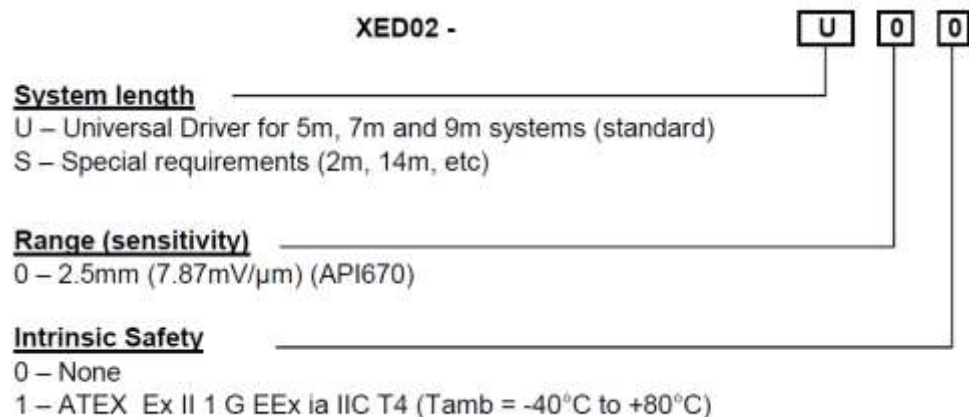 XED02 - U 0 0
System length
U – Universal Driver for 5m, 7m and 9m systems (standard)
S – Special requirements (2m, 14m, etc)
Range (sensitivity)
0 – 2.5mm (7.87mV/µm) (API670)
Intrinsic Safety
0 – None
1 – ATEX Ex II 1 G EEx ia IIC T4 (Tamb = -40°C to +80°C)